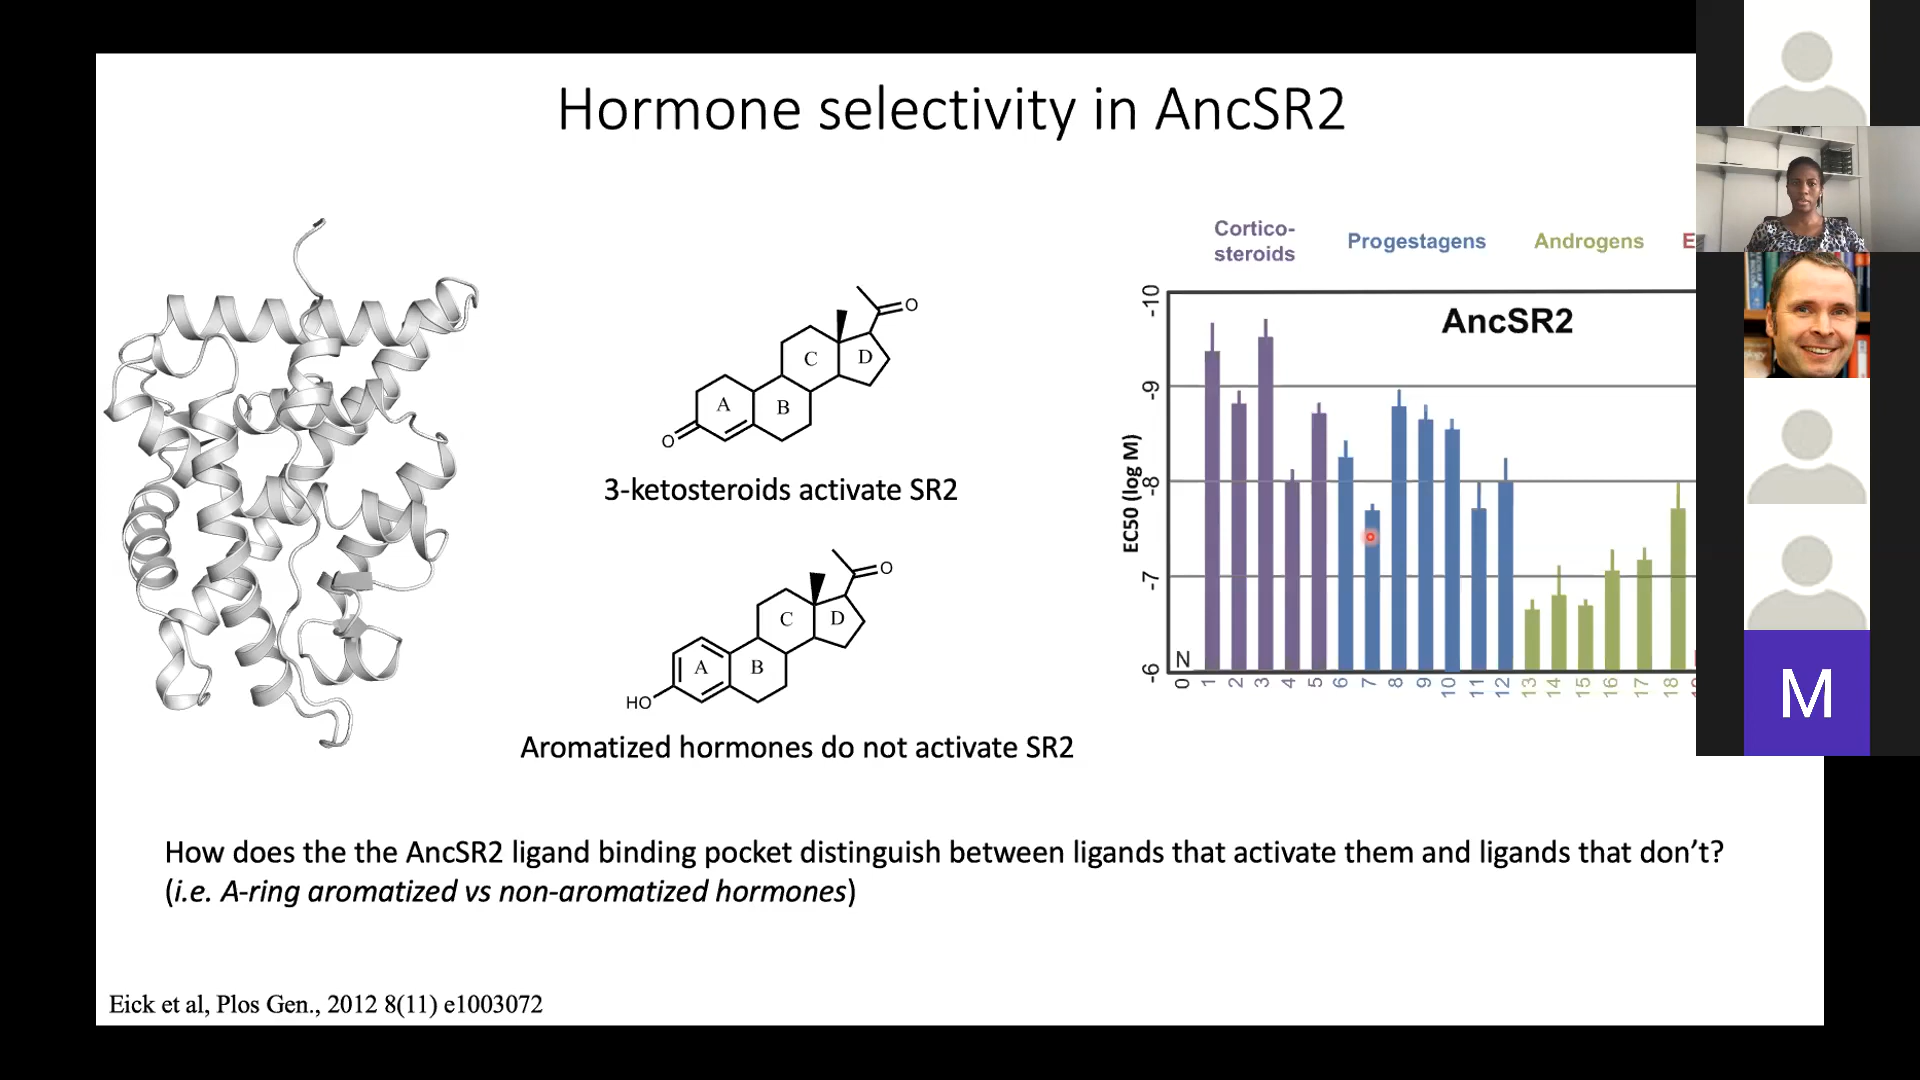 Hormone selectivity in AncSR2
O
C
D
A
B
O
3-ketosteroids activate SR2
O
C
D
A
B
HO
Aromatized hormones do not activate SR2
Cortico-
steroids
Progestagens
Androgens
E
AncSR2
EC50 (log M)
-10
-9
-8
-7
-6
N
0 1 2 3 4 5 6 7 8 9 10 11 12 13 14 15 16 17 18
M
How does the the AncSR2 ligand binding pocket distinguish between ligands that activate them and ligands that don’t?
(i.e. A-ring aromatized vs non-aromatized hormones)
Eick et al, Plos Gen., 2012 8(11) e1003072